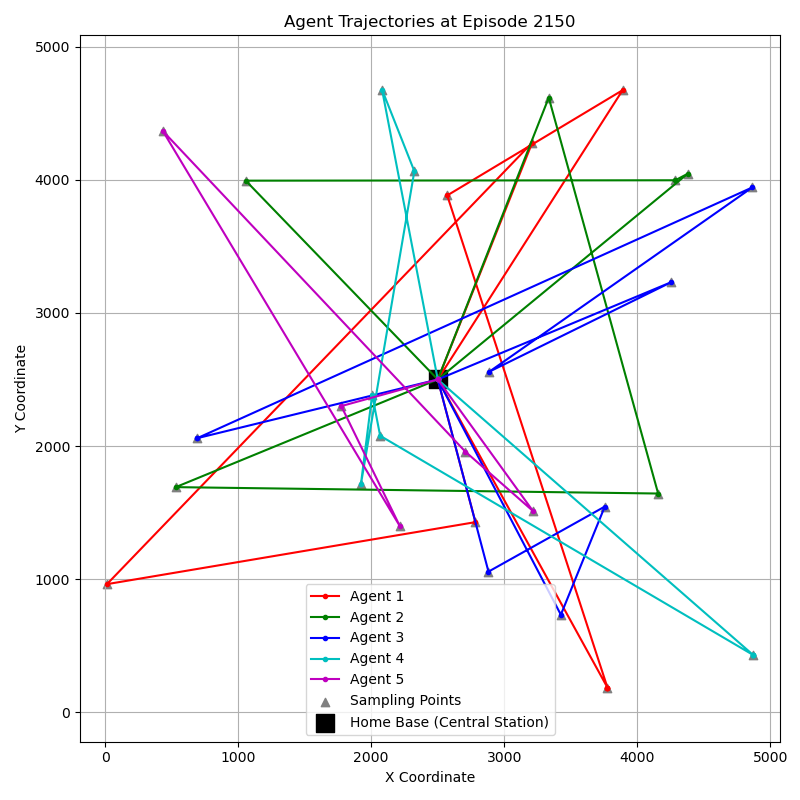 Agent Trajectories at Episode 2150
Y Coordinate
5000
4000
3000
2000
1000
0
Agent 1
Agent 2
Agent 3
Agent 4
Agent 5
Sampling Points
Home Base (Central Station)
0 1000 2000 3000 4000 5000
X Coordinate